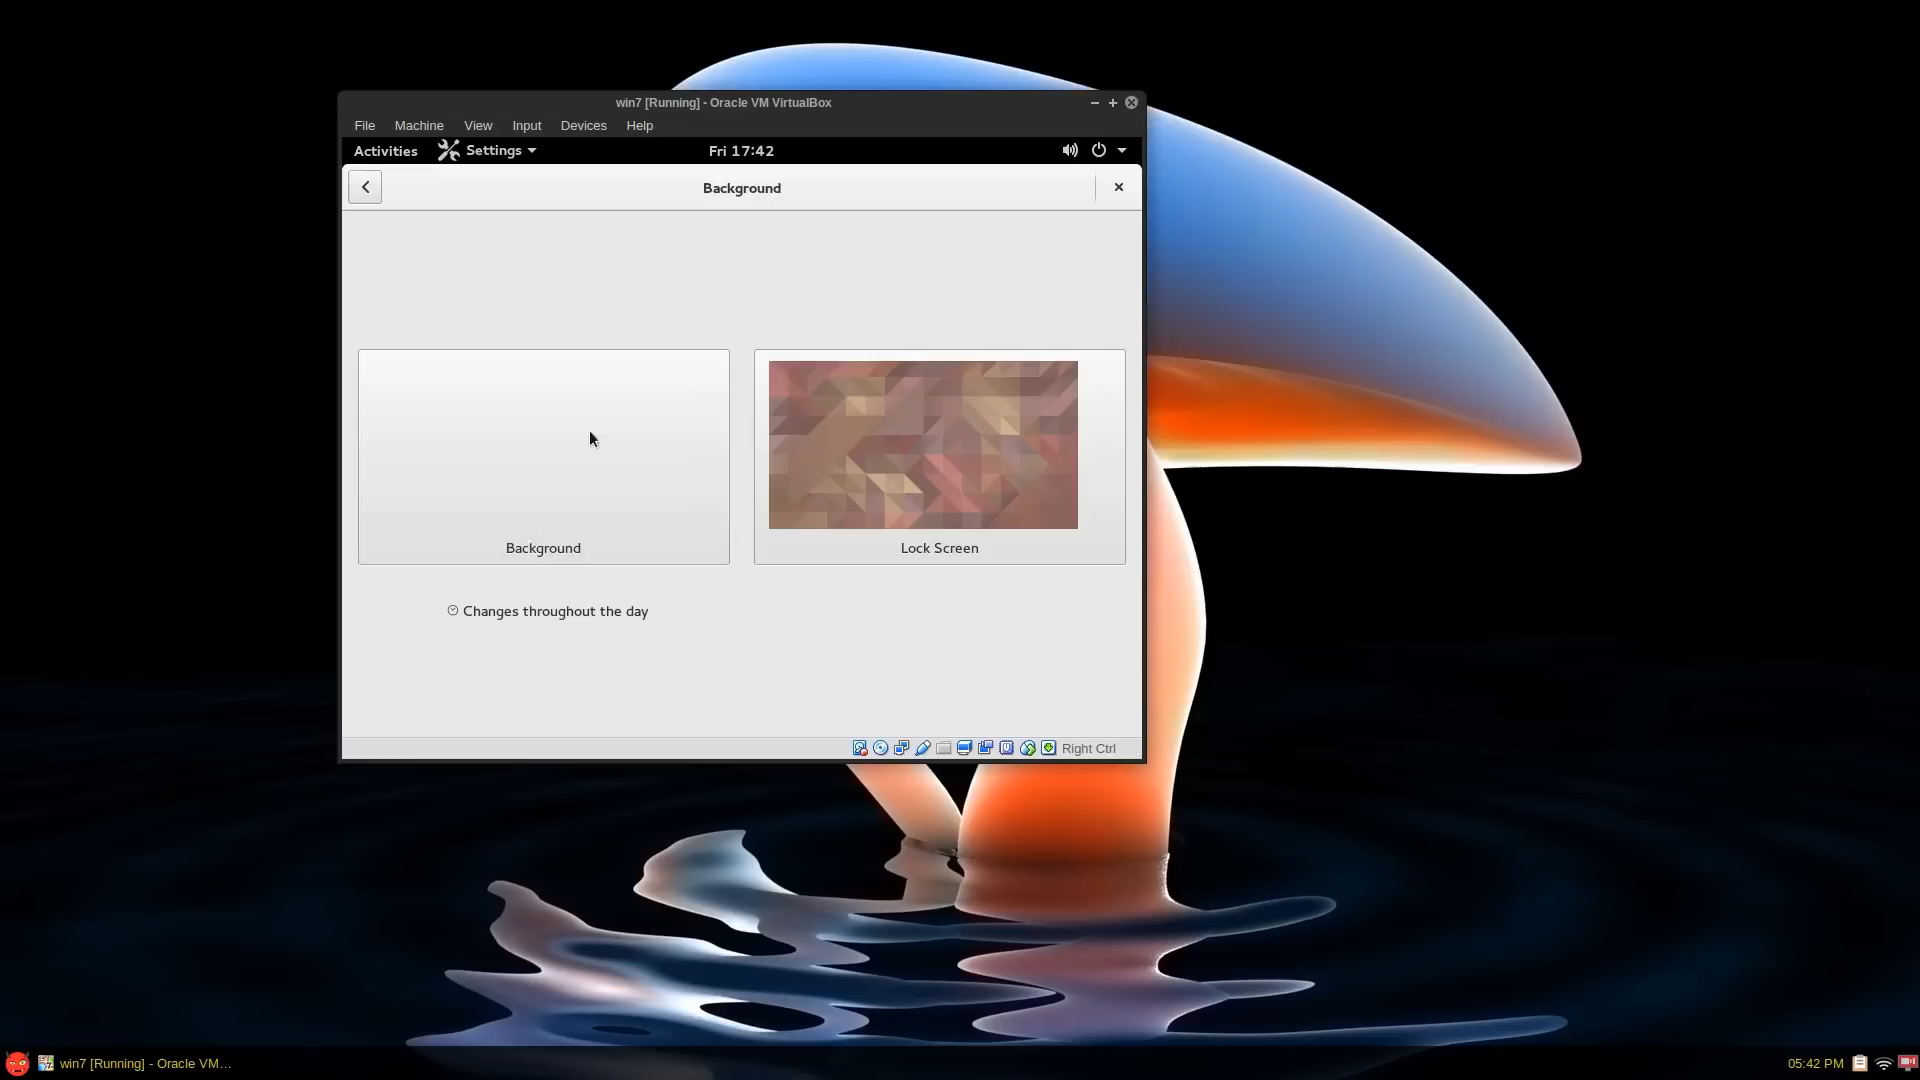 win7 [Running] - Oracle VM VirtualBox
File Machine View Input Devices Help
Activities Settings Fri 17:42
Background
Background
Lock Screen
Changes throughout the day
Right Ctrl
win7 [Running] - Oracle VM...
05:42 PM